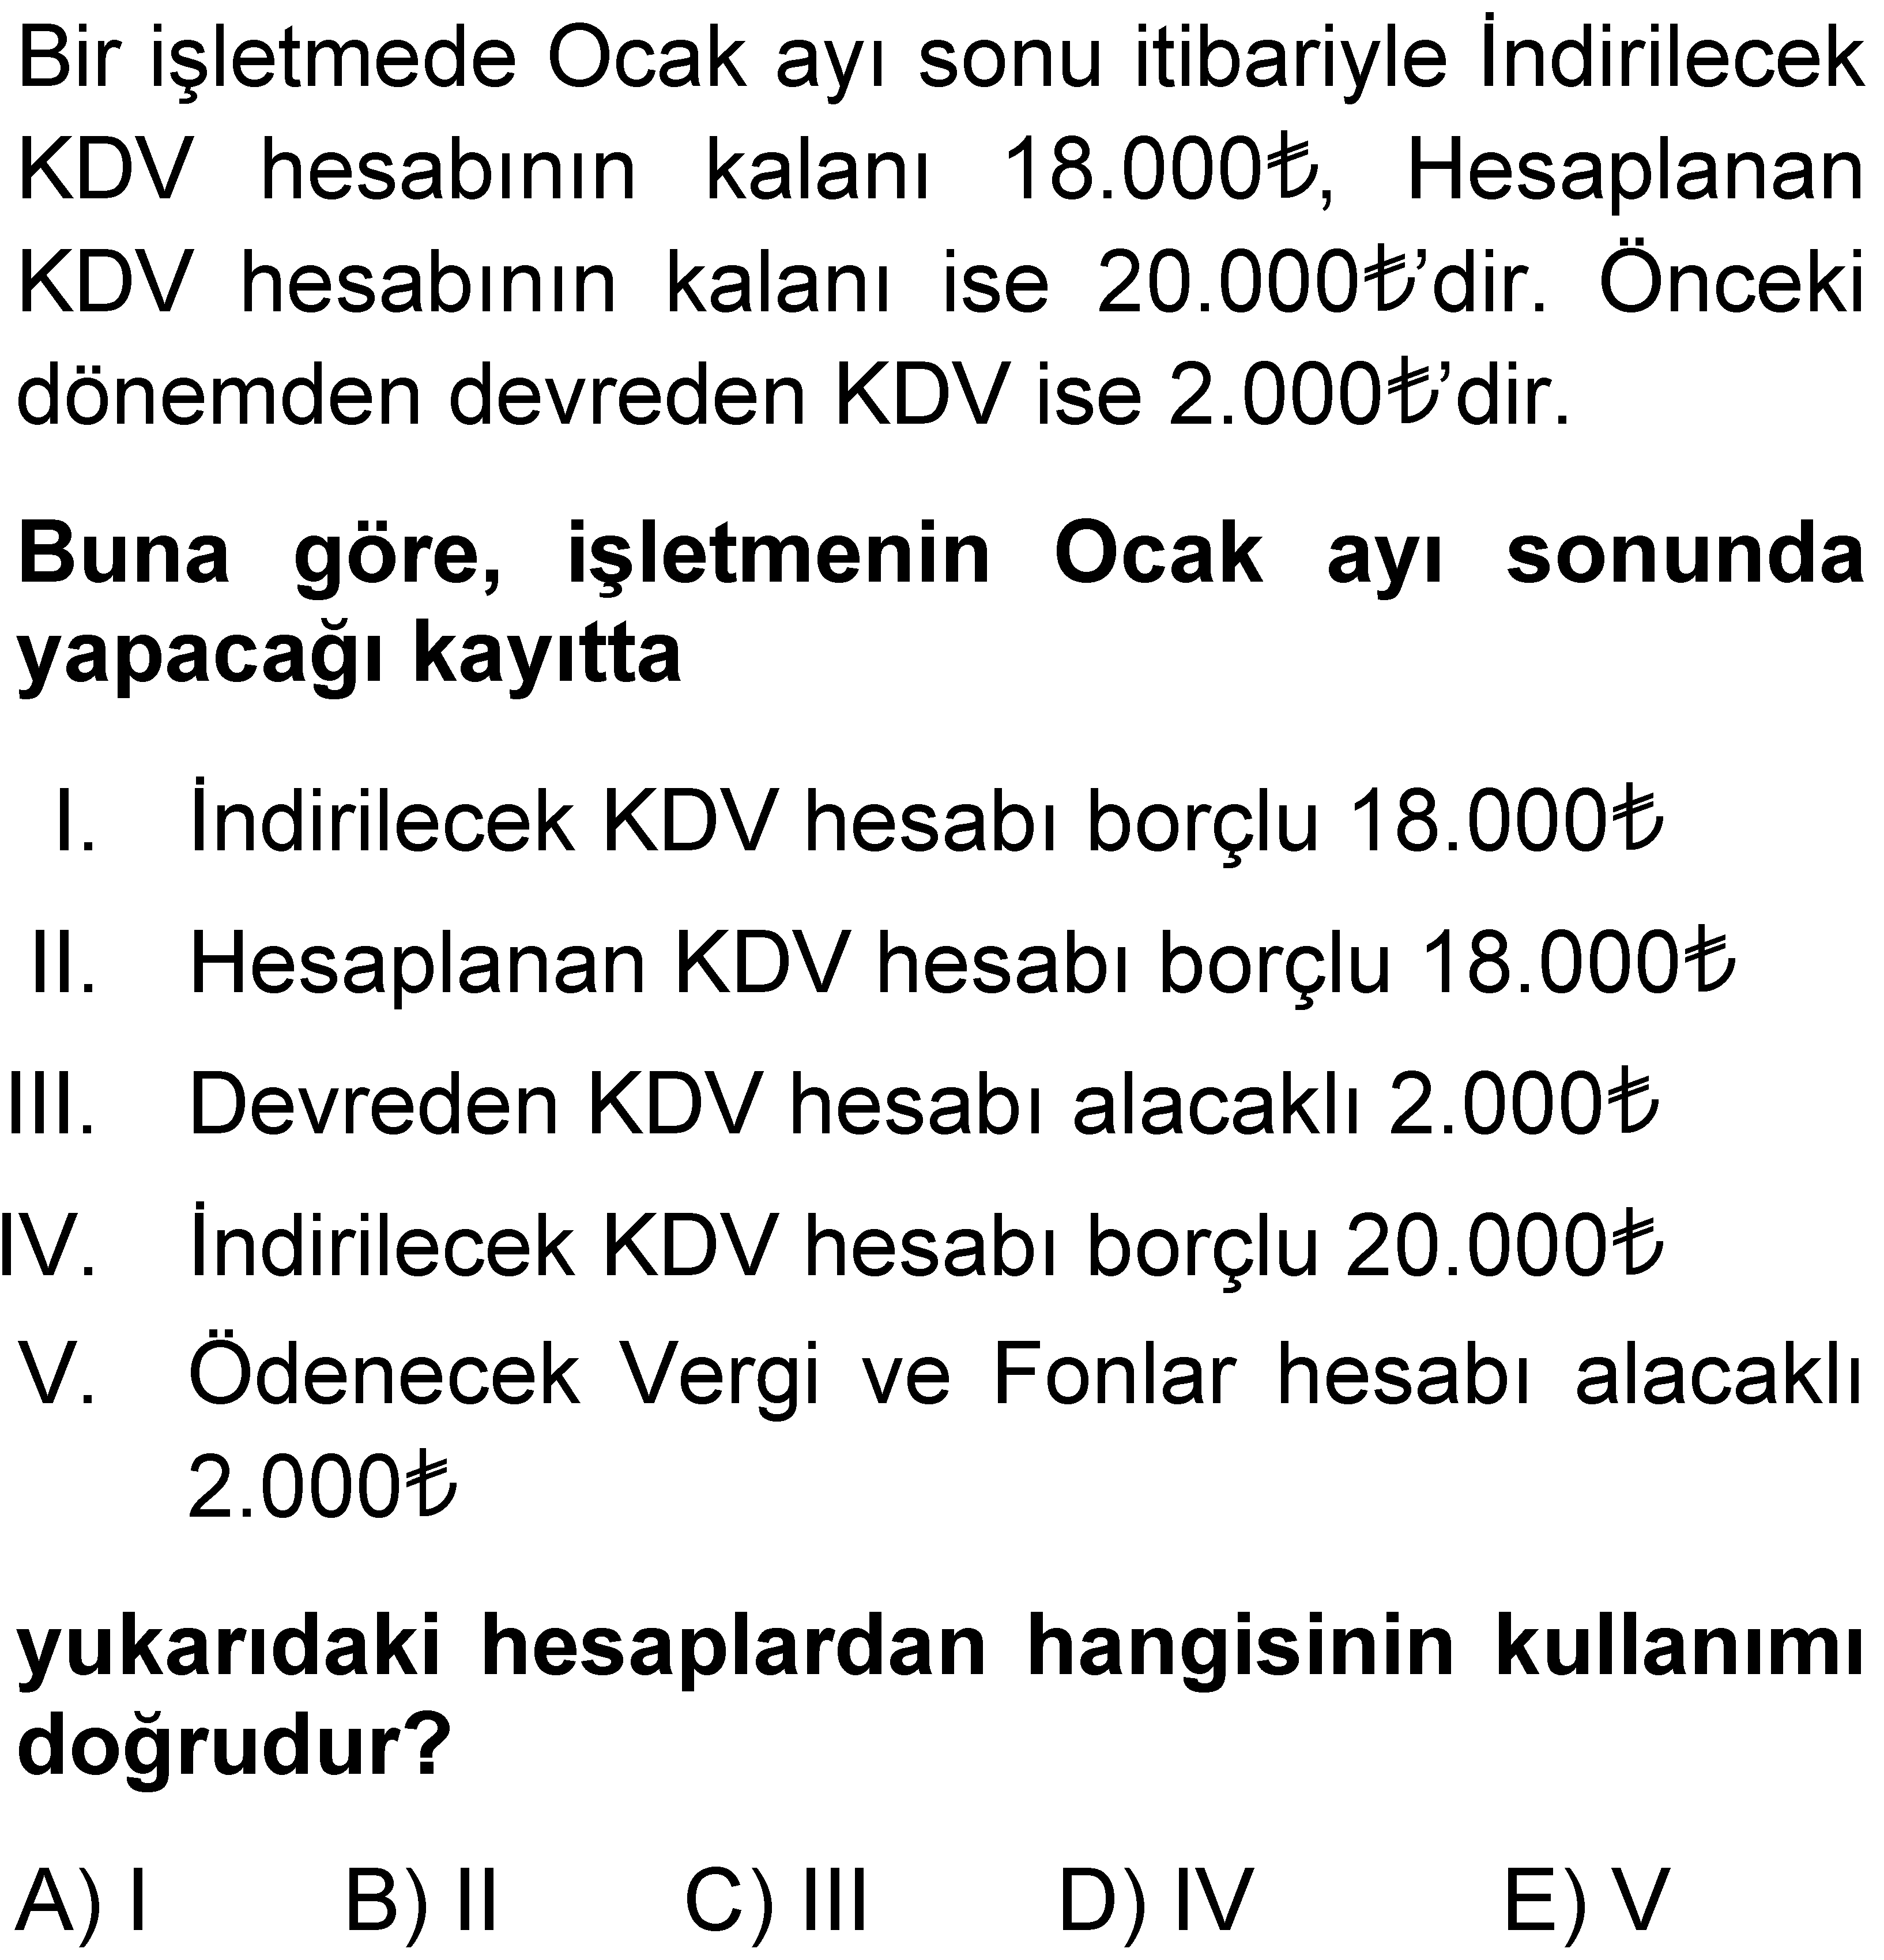 Bir işletmede Ocak ayı sonu itibariyle İndirilecek
KDV hesabının kalanı 18.000₺, Hesaplanan
KDV hesabının kalanı ise 20.000₺’dir. Önceki
dönemden devreden KDV ise 2.000₺’dir.
Buna göre, işletmenin Ocak ayı sonunda
yapacağı kayıtta
I. İndirilecek KDV hesabı borçlu 18.000₺
II. Hesaplanan KDV hesabı borçlu 18.000₺
III. Devreden KDV hesabı alacaklı 2.000₺
IV. İndirilecek KDV hesabı borçlu 20.000₺
V. Ödenecek Vergi ve Fonlar hesabı alacaklı
2.000₺
yukarıdaki hesaplardan hangisinin kullanımı
doğrudur?
A) I B) II C) III D) IV E) V